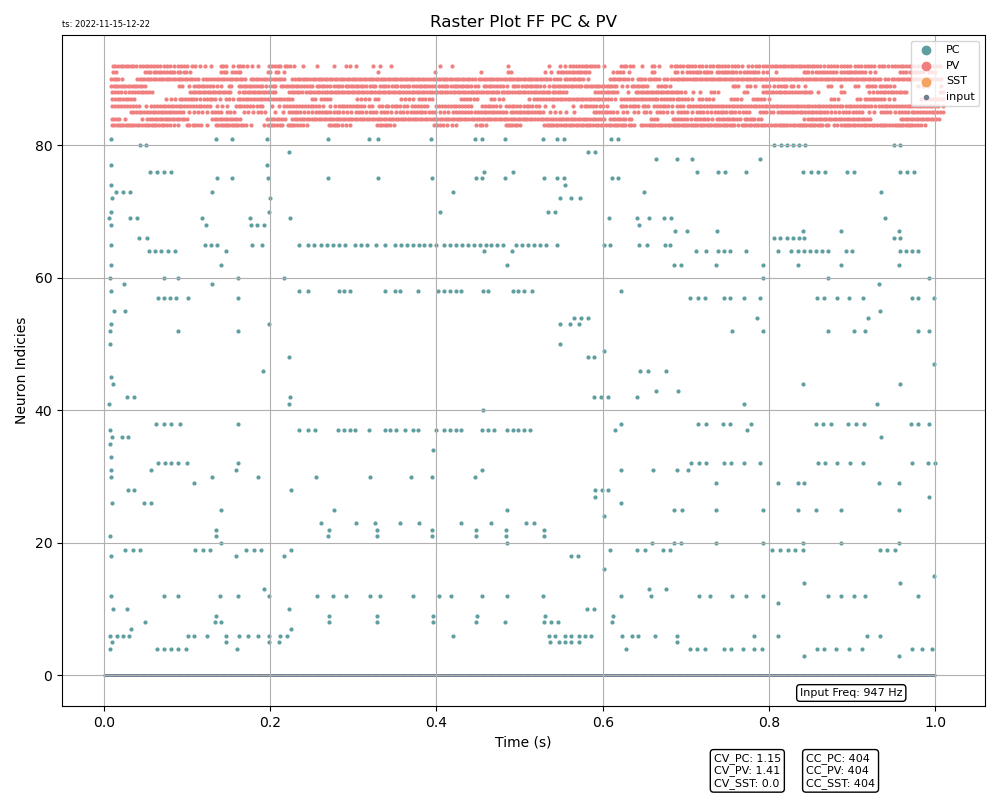 ts: 2022-11-15-12-22
Raster Plot FF PC & PV
PC
PV
SST
input
80
60
40
20
0
Neuron Indicies
0.0 0.2 0.4 0.6 0.8 1.0
Time (s)
Input Freq: 947 Hz
CV_PC: 1.15
CV_PV: 1.41
CV_SST: 0.0
CC_PC: 404
CC_PV: 404
CC_SST: 404